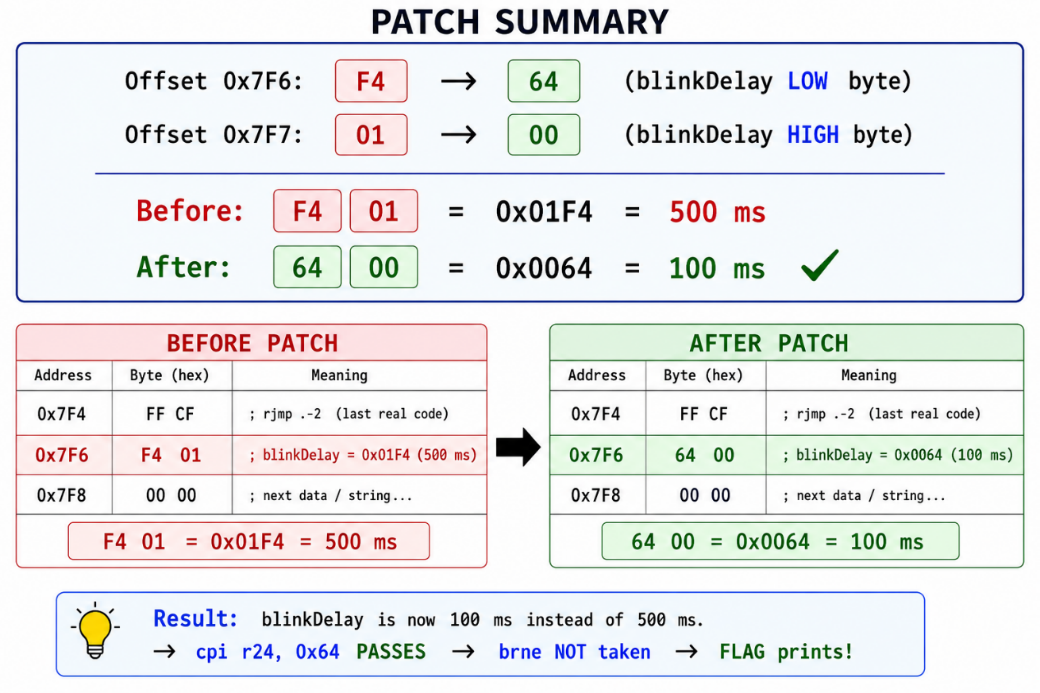 PATCH SUMMARY
Offset 0x7F6: F4 → 64 (blinkDelay LOW byte)
Offset 0x7F7: 01 → 00 (blinkDelay HIGH byte)
Before: F4 01 = 0x01F4 = 500 ms
After: 64 00 = 0x0064 = 100 ms ✓
BEFORE PATCH
Address Byte (hex) Meaning
0x7F4 FF CF ; rjmp .-2 (last real code)
0x7F6 F4 01 ; blinkDelay = 0x01F4 (500 ms)
0x7F8 00 00 ; next data / string...
F4 01 = 0x01F4 = 500 ms
AFTER PATCH
Address Byte (hex) Meaning
0x7F4 FF CF ; rjmp .-2 (last real code)
0x7F6 64 00 ; blinkDelay = 0x0064 (100 ms)
0x7F8 00 00 ; next data / string...
64 00 = 0x0064 = 100 ms
Result: blinkDelay is now 100 ms instead of 500 ms.
→ cpi r24, 0x64 PASSES → brne NOT taken → FLAG prints!